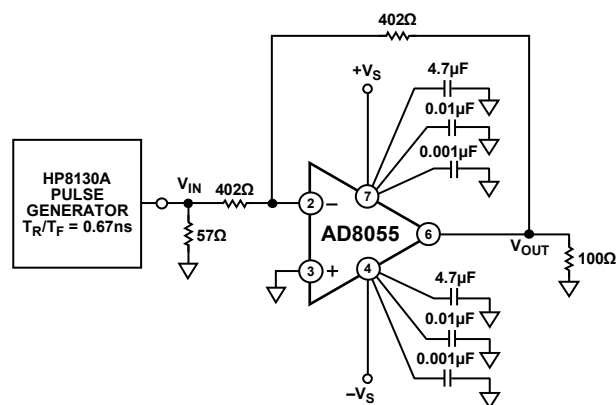 402Ω
+VS
4.7µF
0.01µF
0.001µF
HP8130A
PULSE
GENERATOR
TR/TF = 0.67ns
VIN
402Ω
57Ω
2
–
7
AD8055
6
3
+
4
VOUT
100Ω
4.7µF
0.01µF
0.001µF
–VS